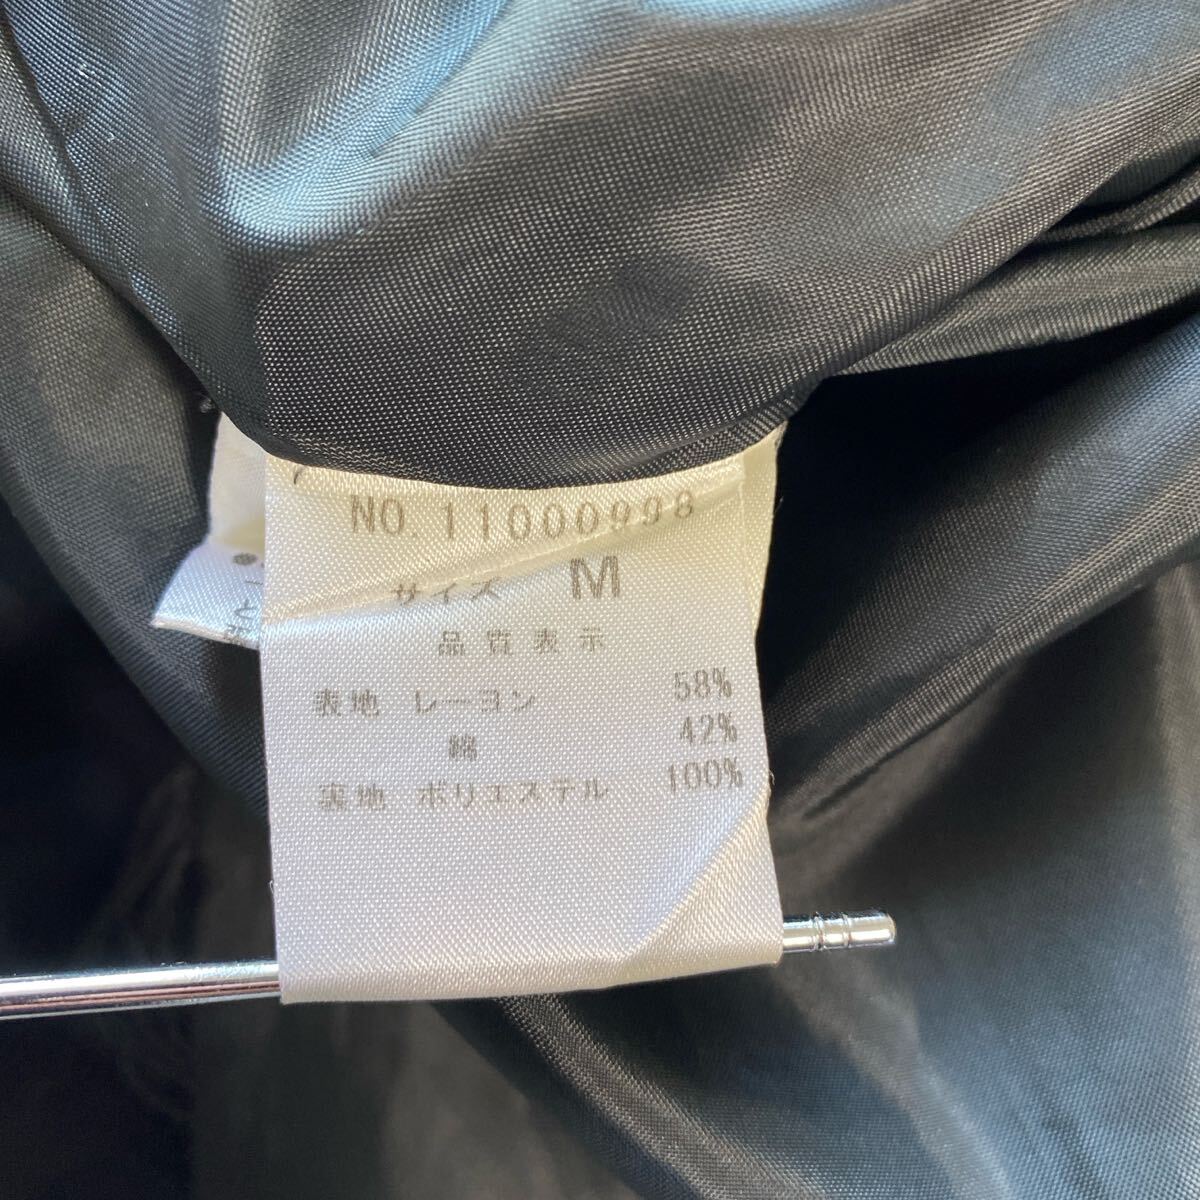 NO. 11000998
サイズ M
品質表示
表地 レーヨン 58%
綿 42%
裏地 ポリエステル 100%